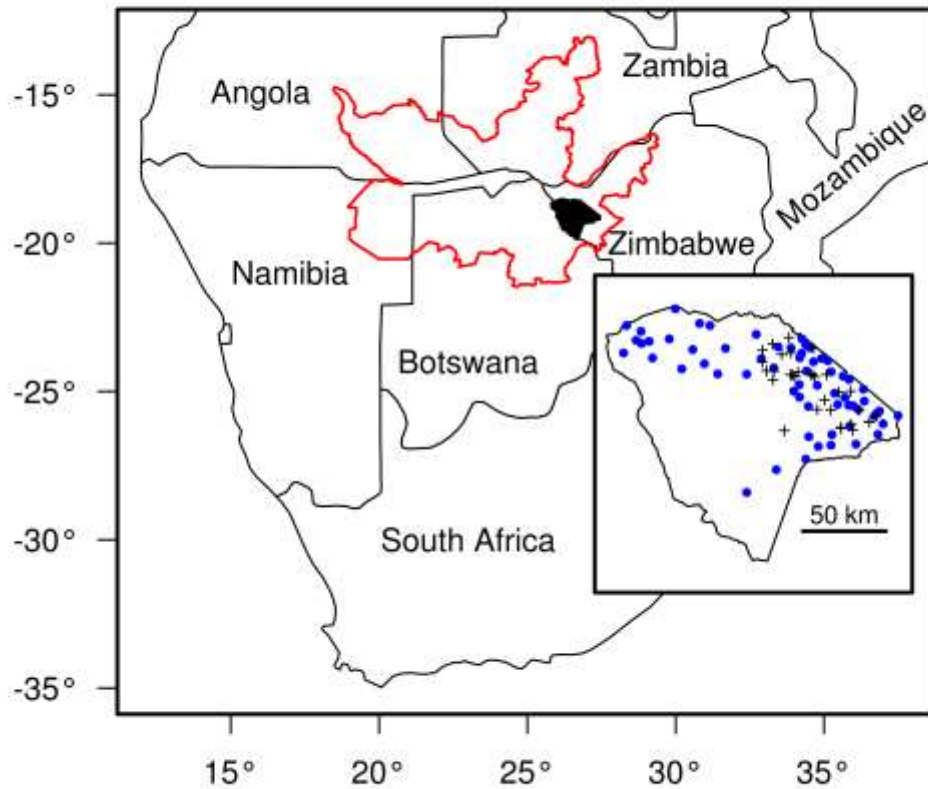 Zambia
-15°
Angola
Mozambique
-20°
Zimbabwe
Namibia
Botswana
-25°
50 km
South Africa
-30°
-35°
15° 20° 25° 30° 35°